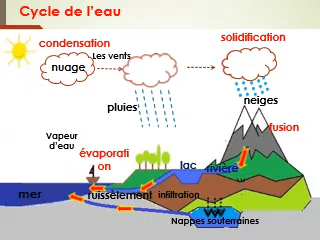 Cycle de l'eau
solidification
condensation
Les vents
nuage
pluies
neiges
fusion
Vapeur
d'eau
évaporati
on
lac
rivière
mer
ruissèlement
infiltration
Nappes souterraines